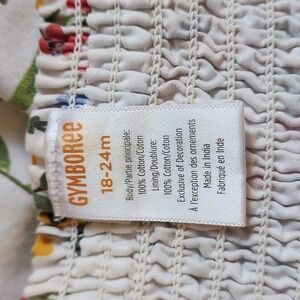 GYMBOREE
18-24m
Body/Partie principale:
100% Cotton/Coton
Lining/Doublure:
100% Cotton/Coton
Exclusive of Decoration
À l'exception des ornements
Made in India
Fabriqué en Inde